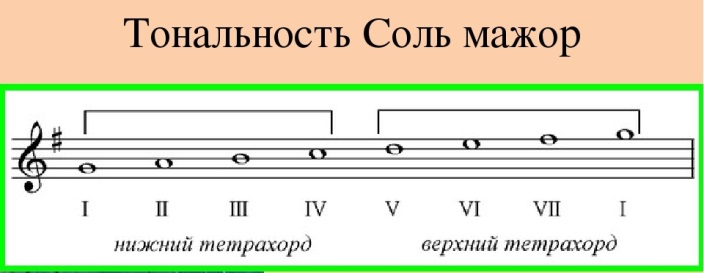 Тональность Соль мажор
I II III IV V VI VII I
нижний тетрахорд верхний тетрахорд